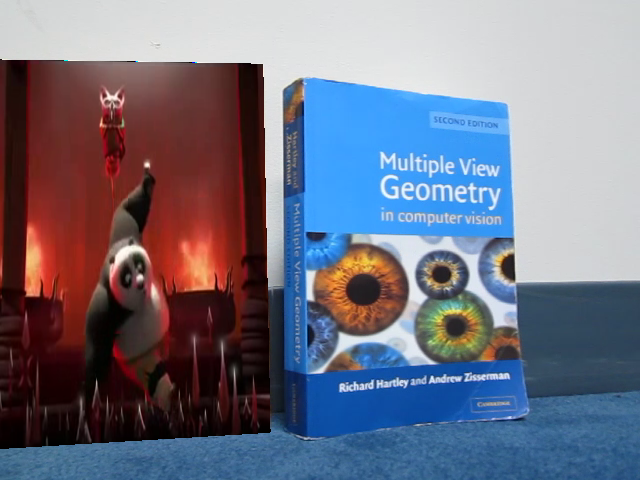 SECOND EDITION
Multiple View
Geometry
in computer vision
Richard Hartley and Andrew Zisserman
CAMBRIDGE
Hartley and
Zisserman
Multiple View Geometry